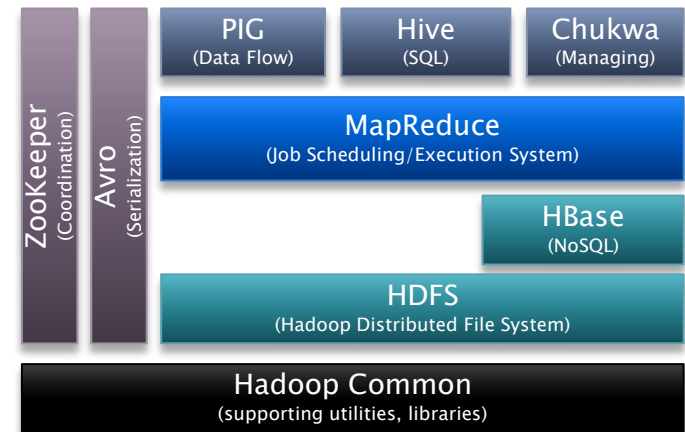 ZooKeeper
(Coordination)
Avro
(Serialization)
PIG
(Data Flow)
Hive
(SQL)
Chukwa
(Managing)
MapReduce
(Job Scheduling/Execution System)
HBase
(NoSQL)
HDFS
(Hadoop Distributed File System)
Hadoop Common
(supporting utilities, libraries)